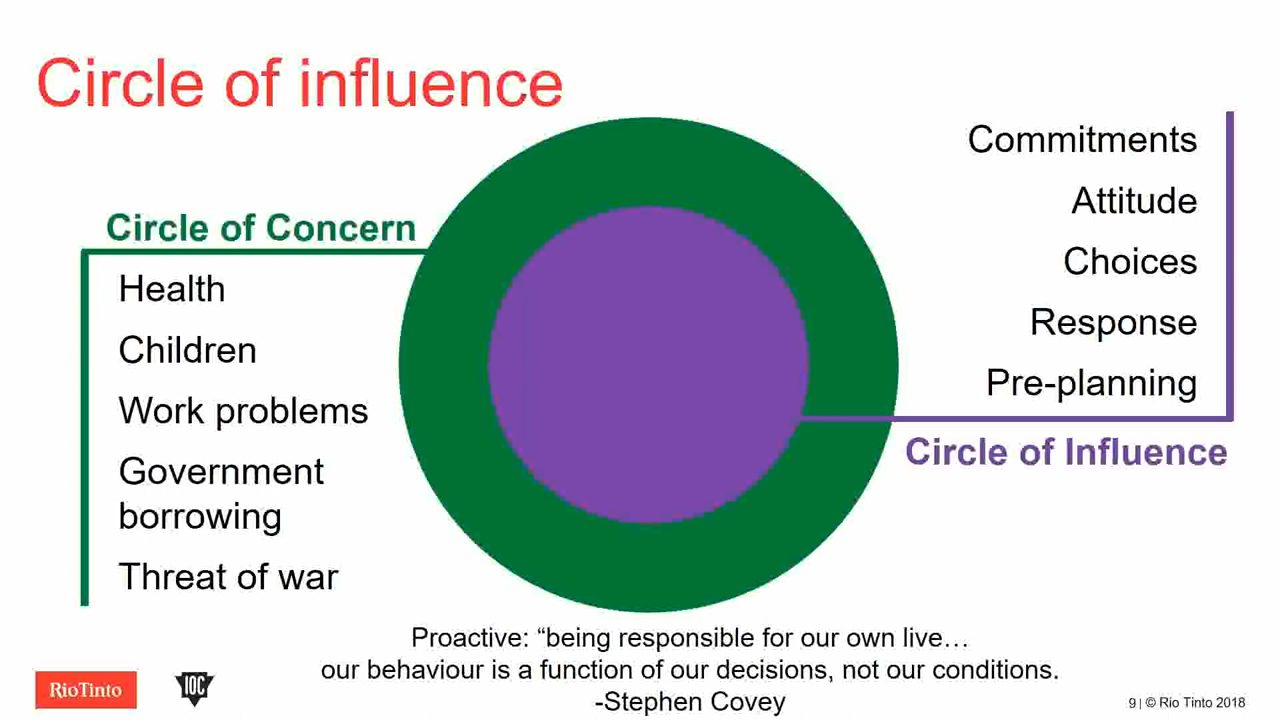 Circle of influence
Circle of Concern
Health
Children
Work problems
Government
borrowing
Threat of war
Commitments
Attitude
Choices
Response
Pre-planning
Circle of Influence
Proactive: “being responsible for our own live…
our behaviour is a function of our decisions, not our conditions.
-Stephen Covey
RioTinto
IOC
9 | © Rio Tinto 2018